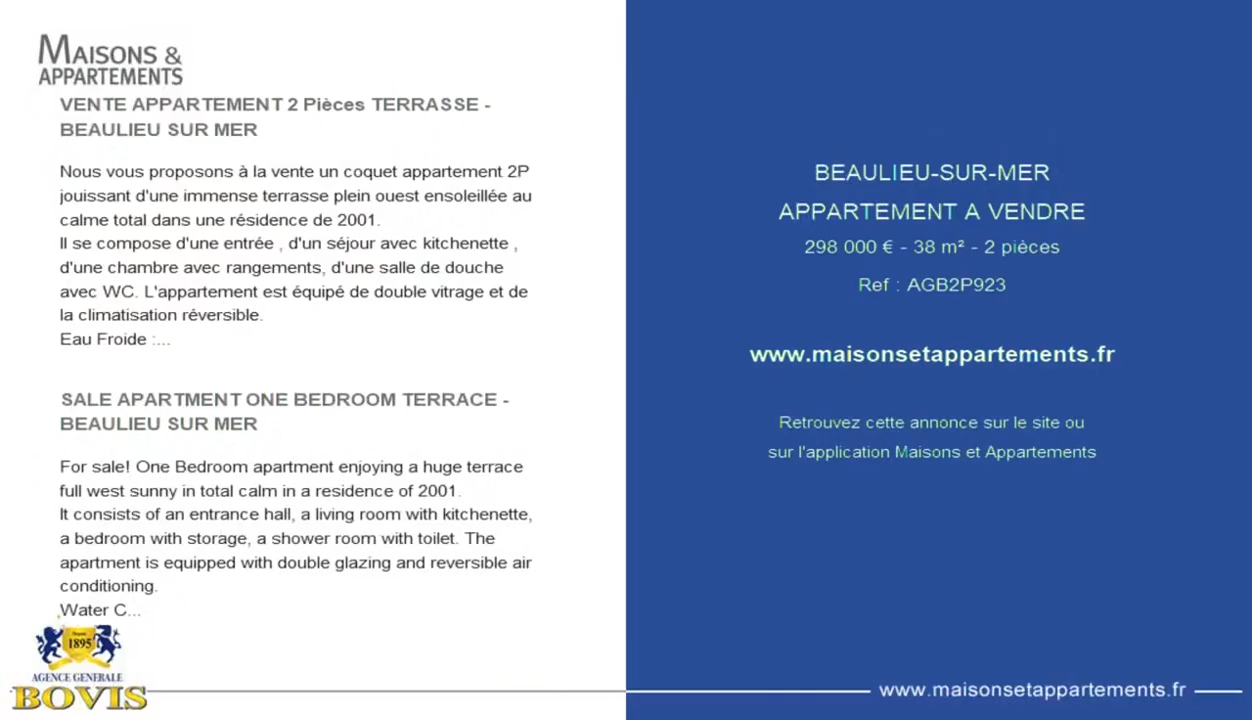 MAISONS &
APPARTEMENTS
VENTE APPARTEMENT 2 Pièces TERRASSE -
BEAULIEU SUR MER
Nous vous proposons à la vente un coquet appartement 2P
jouissant d'une immense terrasse plein ouest ensoleillée au
calme total dans une résidence de 2001.
Il se compose d'une entrée , d'un séjour avec kitchenette ,
d'une chambre avec rangements, d'une salle de douche
avec WC. L'appartement est équipé de double vitrage et de
la climatisation réversible.
Eau Froide :...
SALE APARTMENT ONE BEDROOM TERRACE -
BEAULIEU SUR MER
For sale! One Bedroom apartment enjoying a huge terrace
full west sunny in total calm in a residence of 2001.
It consists of an entrance hall, a living room with kitchenette,
a bedroom with storage, a shower room with toilet. The
apartment is equipped with double glazing and reversible air
conditioning.
Water C...
Depuis
1895
AGENCE GENERALE
BOVIS
BEAULIEU-SUR-MER
APPARTEMENT A VENDRE
298 000 € - 38 m² - 2 pièces
Ref : AGB2P923
www.maisonsetappartements.fr
Retrouvez cette annonce sur le site ou
sur l'application Maisons et Appartements
www.maisonsetappartements.fr